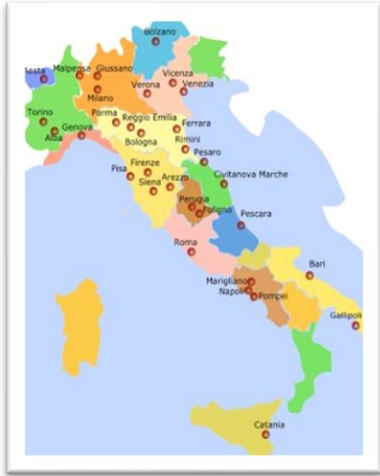 Bolzano
Aosta
Malpensa
Giussano
Vicenza
Verona
Venezia
Milano
Torino
Parma
Reggio Emilia
Ferrara
Alba
Genova
Bologna
Rimini
Pesaro
Firenze
Pisa
Siena
Arezzo
Civitanova Marche
Perugia
Foligno
Pescara
Roma
Bari
Marigliano
Napoli
Pompei
Gallipoli
Catania